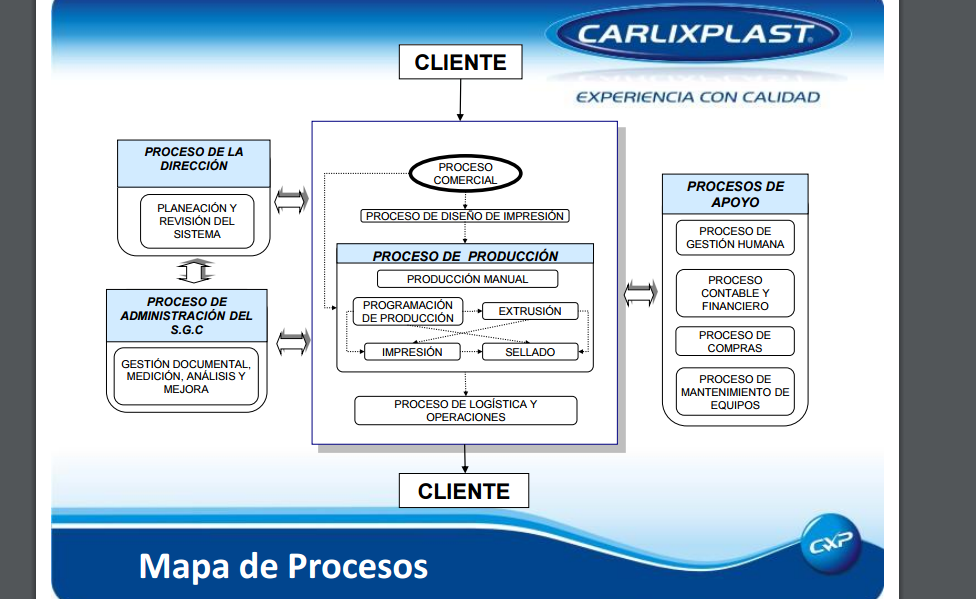 CARLIXPLAST
EXPERIENCIA CON CALIDAD
CLIENTE
PROCESO DE LA
DIRECCIÓN
PLANEACIÓN Y
REVISIÓN DEL
SISTEMA
PROCESO DE
ADMINISTRACIÓN DEL
S.G.C
GESTIÓN DOCUMENTAL,
MEDICIÓN, ANÁLISIS Y
MEJORA
PROCESO
COMERCIAL
PROCESO DE DISEÑO DE IMPRESIÓN
PROCESO DE PRODUCCIÓN
PRODUCCIÓN MANUAL
PROGRAMACIÓN
DE PRODUCCIÓN
EXTRUSIÓN
IMPRESIÓN
SELLADO
PROCESO DE LOGÍSTICA Y
OPERACIONES
PROCESOS DE
APOYO
PROCESO DE
GESTIÓN HUMANA
PROCESO
CONTABLE Y
FINANCIERO
PROCESO DE
COMPRAS
PROCESO DE
MANTENIMIENTO DE
EQUIPOS
CLIENTE
Mapa de Procesos
CXP